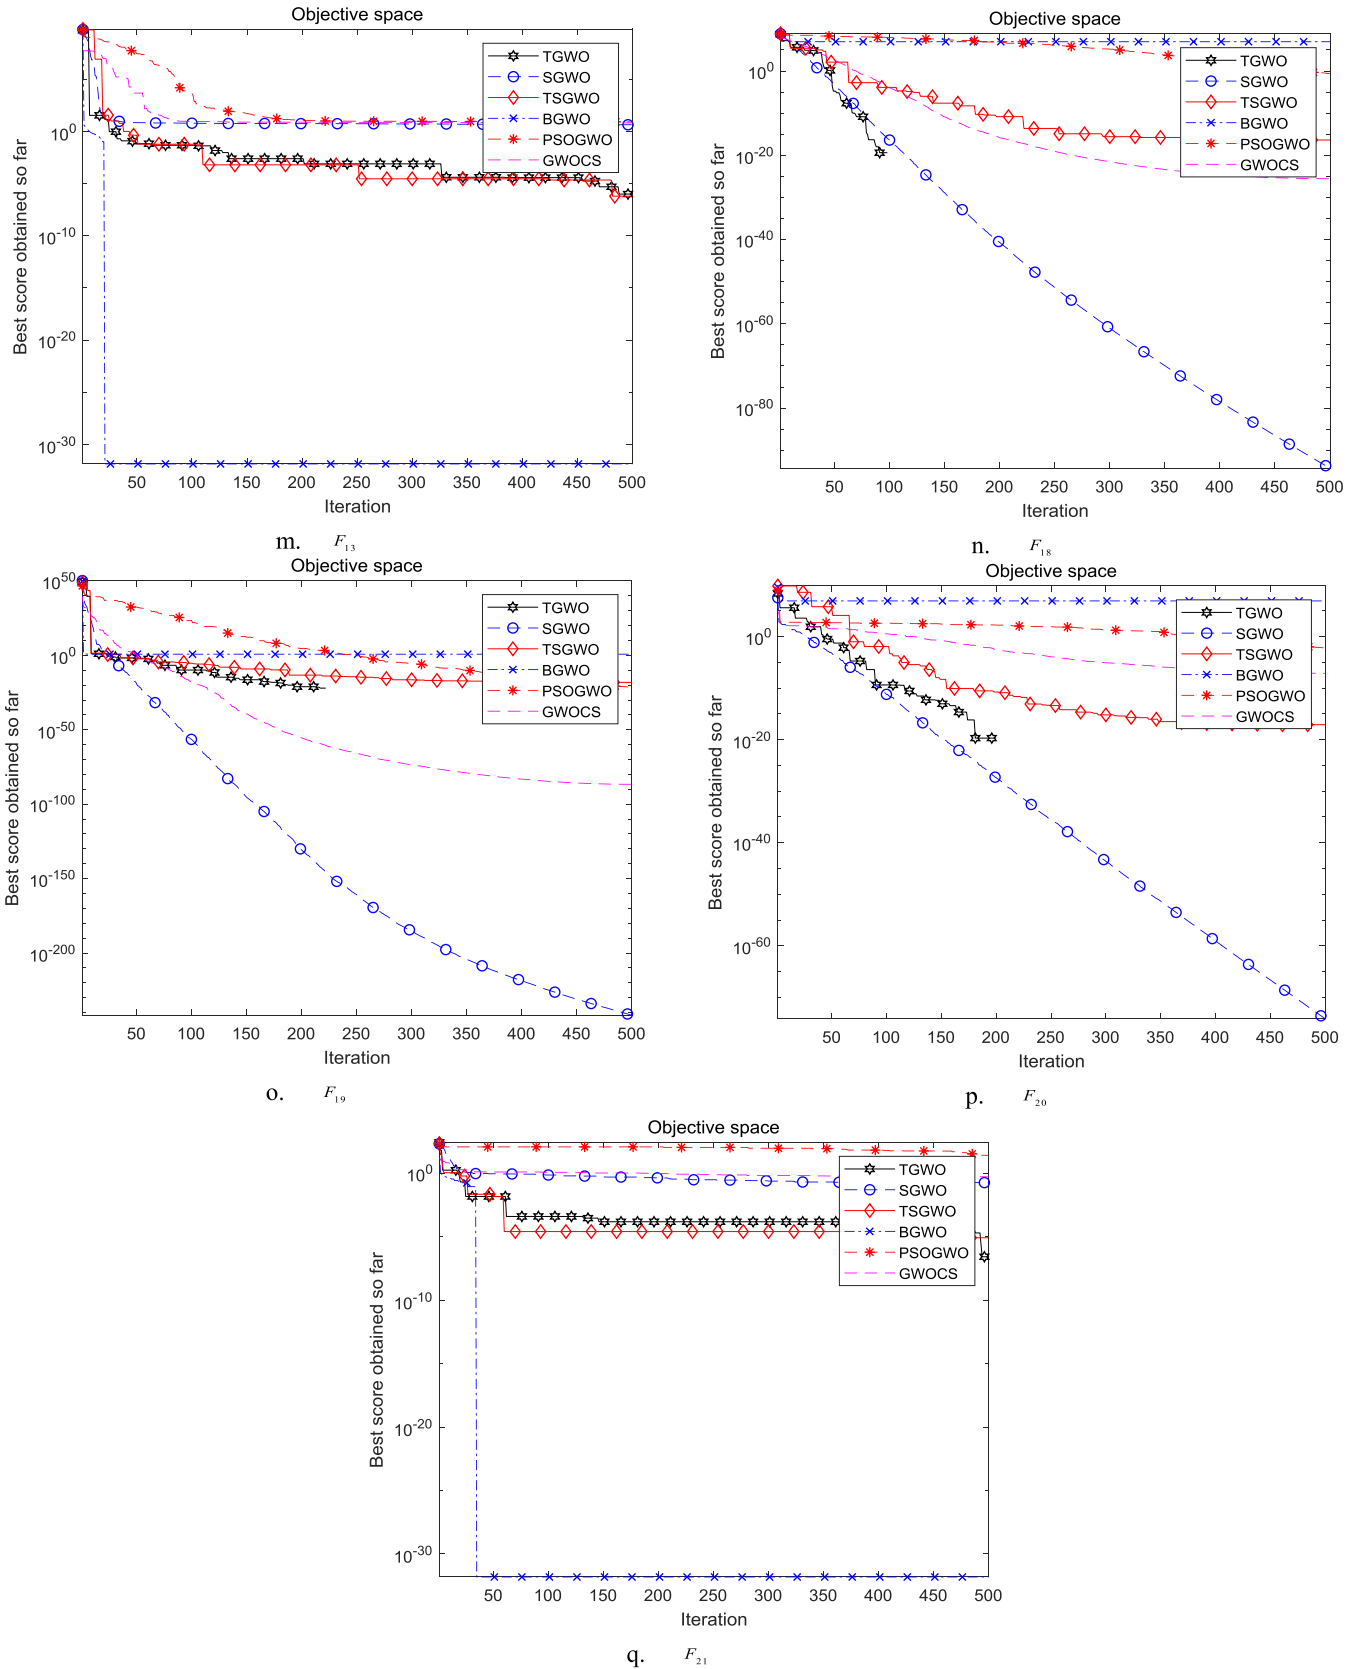 Objective space
Best score obtained so far
10^0
10^-10
10^-20
10^-30
TGWO
SGWO
TSGWO
BGWO
PSOGWO
GWOCS
50 100 150 200 250 300 350 400 450 500
Iteration
m. F_13
Objective space
Best score obtained so far
10^0
10^-20
10^-40
10^-60
10^-80
TGWO
SGWO
TSGWO
BGWO
PSOGWO
GWOCS
50 100 150 200 250 300 350 400 450 500
Iteration
n. F_18
Objective space
Best score obtained so far
10^50
10^0
10^-50
10^-100
10^-150
10^-200
TGWO
SGWO
TSGWO
BGWO
PSOGWO
GWOCS
50 100 150 200 250 300 350 400 450 500
Iteration
o. F_19
Objective space
Best score obtained so far
10^0
10^-20
10^-40
10^-60
TGWO
SGWO
TSGWO
BGWO
PSOGWO
GWOCS
50 100 150 200 250 300 350 400 450 500
Iteration
p. F_20
Objective space
Best score obtained so far
10^0
10^-10
10^-20
10^-30
TGWO
SGWO
TSGWO
BGWO
PSOGWO
GWOCS
50 100 150 200 250 300 350 400 450 500
Iteration
q. F_21